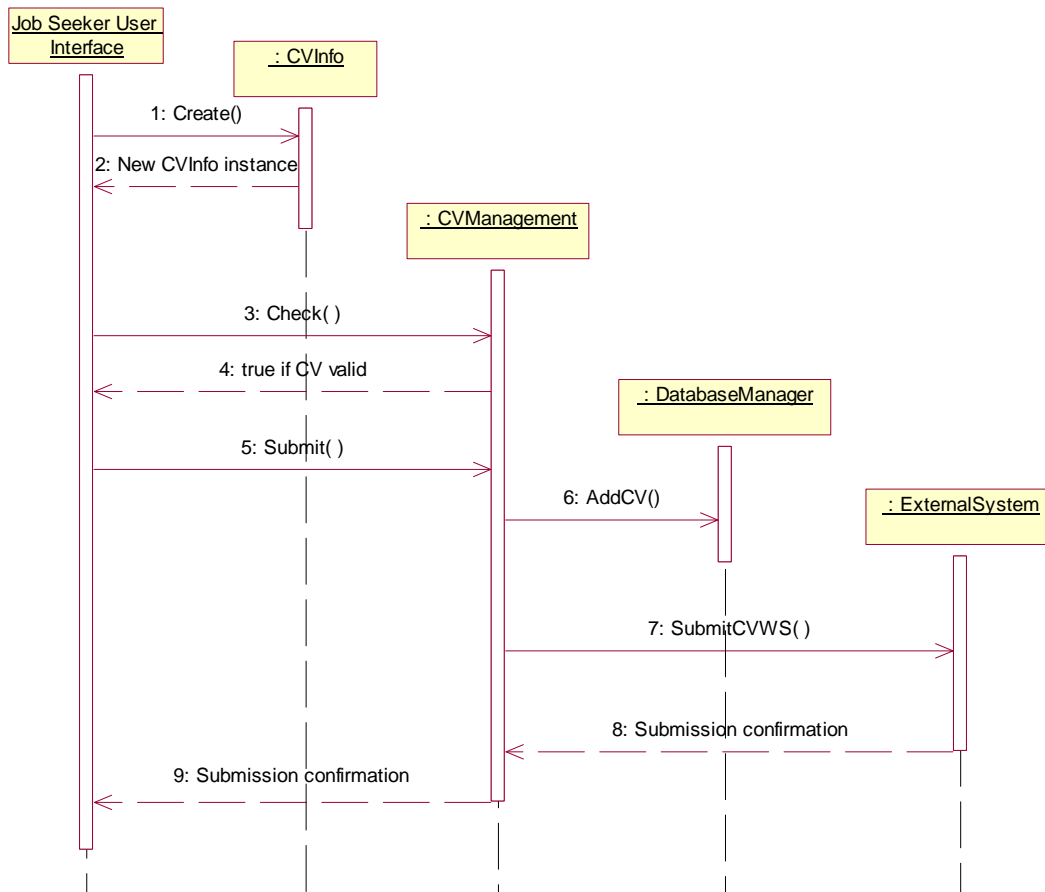 Job Seeker User
Interface
: CVInfo
1: Create()
2: New CVInfo instance
: CVManagement
3: Check( )
4: true if CV valid
: DatabaseManager
5: Submit( )
6: AddCV()
: ExternalSystem
7: SubmitCVWS( )
8: Submission confirmation
9: Submission confirmation